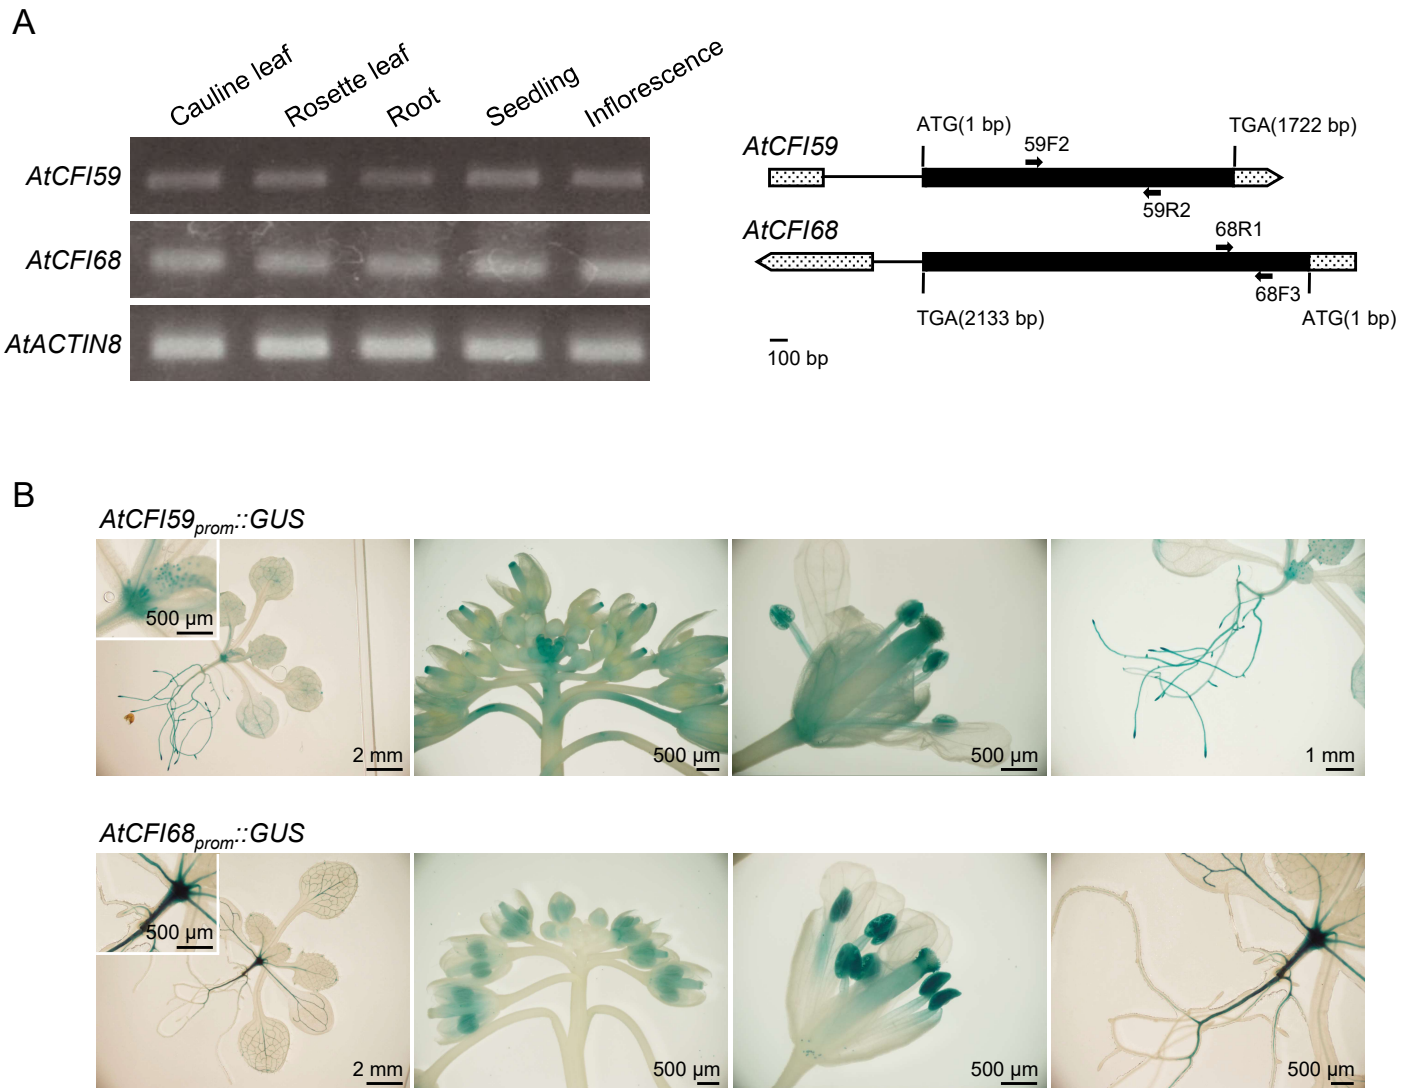 A
Cauline leaf
Rosette leaf
Root
Seedling
Inflorescence
AtCFI59
AtCFI68
AtACTIN8
AtCFI59
ATG(1 bp)
TGA(1722 bp)
59F2
59R2
AtCFI68
68R1
68F3
TGA(2133 bp)
ATG(1 bp)
100 bp
B
AtCFI59prom::GUS
500 µm
2 mm
500 µm
500 µm
1 mm
AtCFI68prom::GUS
500 µm
2 mm
500 µm
500 µm
500 µm